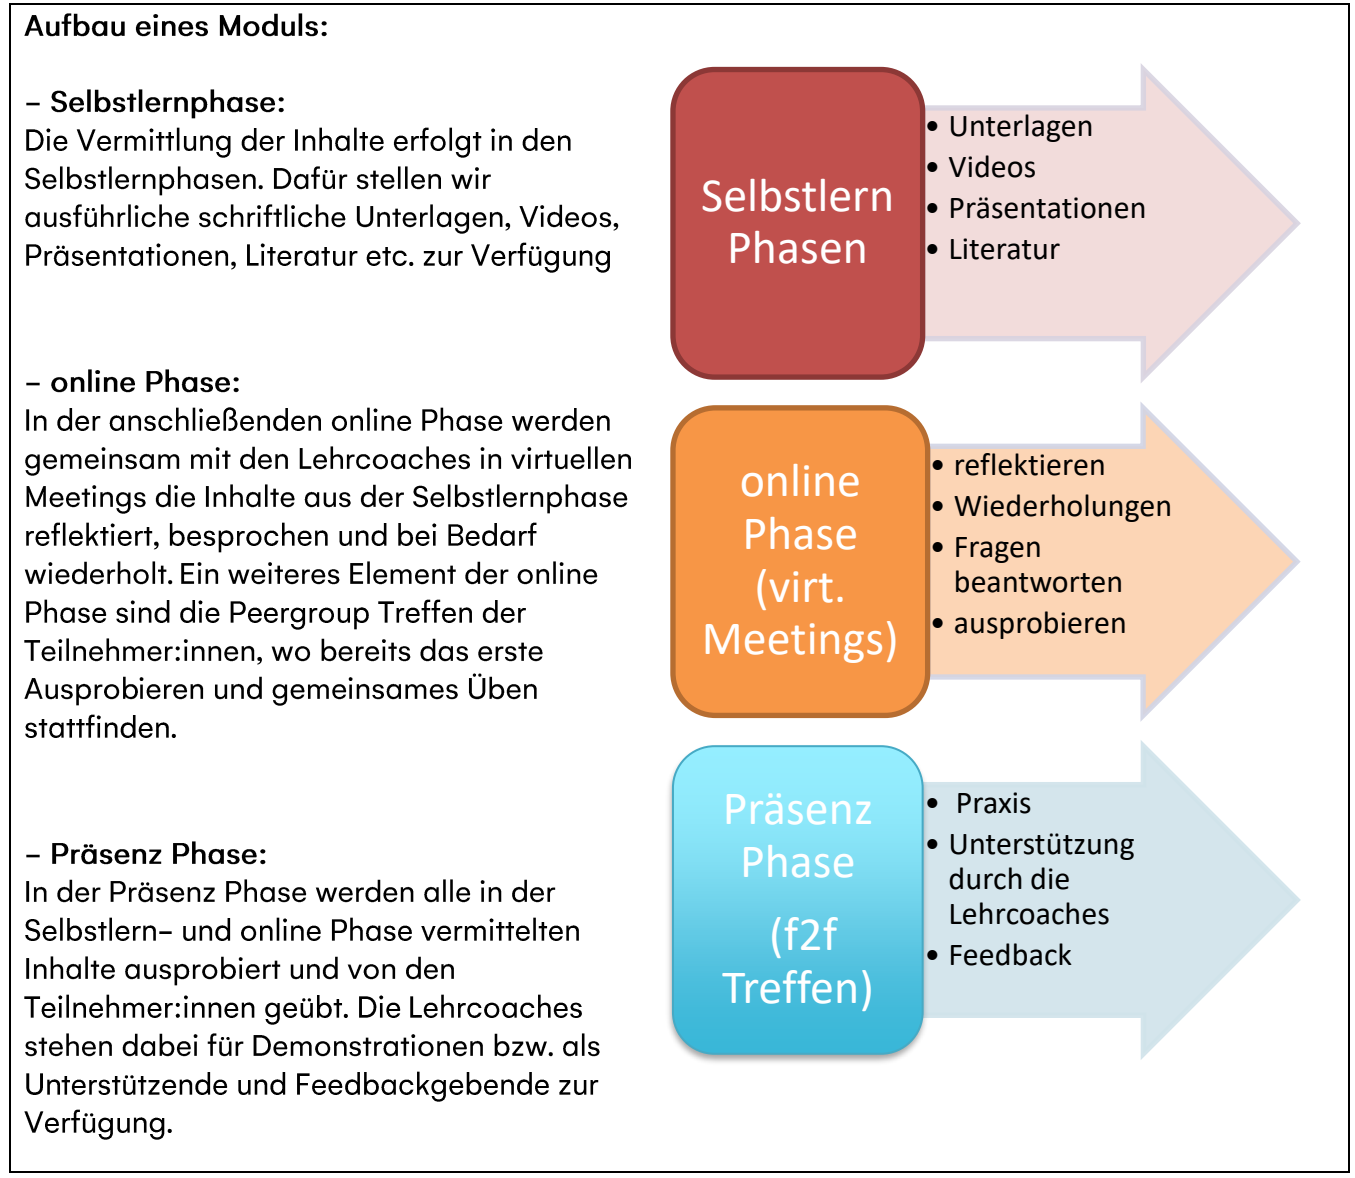 Aufbau eines Moduls:
– Selbstlernphase:
Die Vermittlung der Inhalte erfolgt in den
Selbstlernphasen. Dafür stellen wir
ausführliche schriftliche Unterlagen, Videos,
Präsentationen, Literatur etc. zur Verfügung
– online Phase:
In der anschließenden online Phase werden
gemeinsam mit den Lehrcoaches in virtuellen
Meetings die Inhalte aus der Selbstlernphase
reflektiert, besprochen und bei Bedarf
wiederholt. Ein weiteres Element der online
Phase sind die Peergroup Treffen der
Teilnehmer:innen, wo bereits das erste
Ausprobieren und gemeinsames Üben
stattfinden.
– Präsenz Phase:
In der Präsenz Phase werden alle in der
Selbstlern- und online Phase vermittelten
Inhalte ausprobiert und von den
Teilnehmer:innen geübt. Die Lehrcoaches
stehen dabei für Demonstrationen bzw. als
Unterstützende und Feedbackgebende zur
Verfügung.
Selbstlern
Phasen
• Unterlagen
• Videos
• Präsentationen
• Literatur
online
Phase
(virt.
Meetings)
• reflektieren
• Wiederholungen
• Fragen
beantworten
• ausprobieren
Präsenz
Phase
(f2f
Treffen)
• Praxis
• Unterstützung
durch die
Lehrcoaches
• Feedback